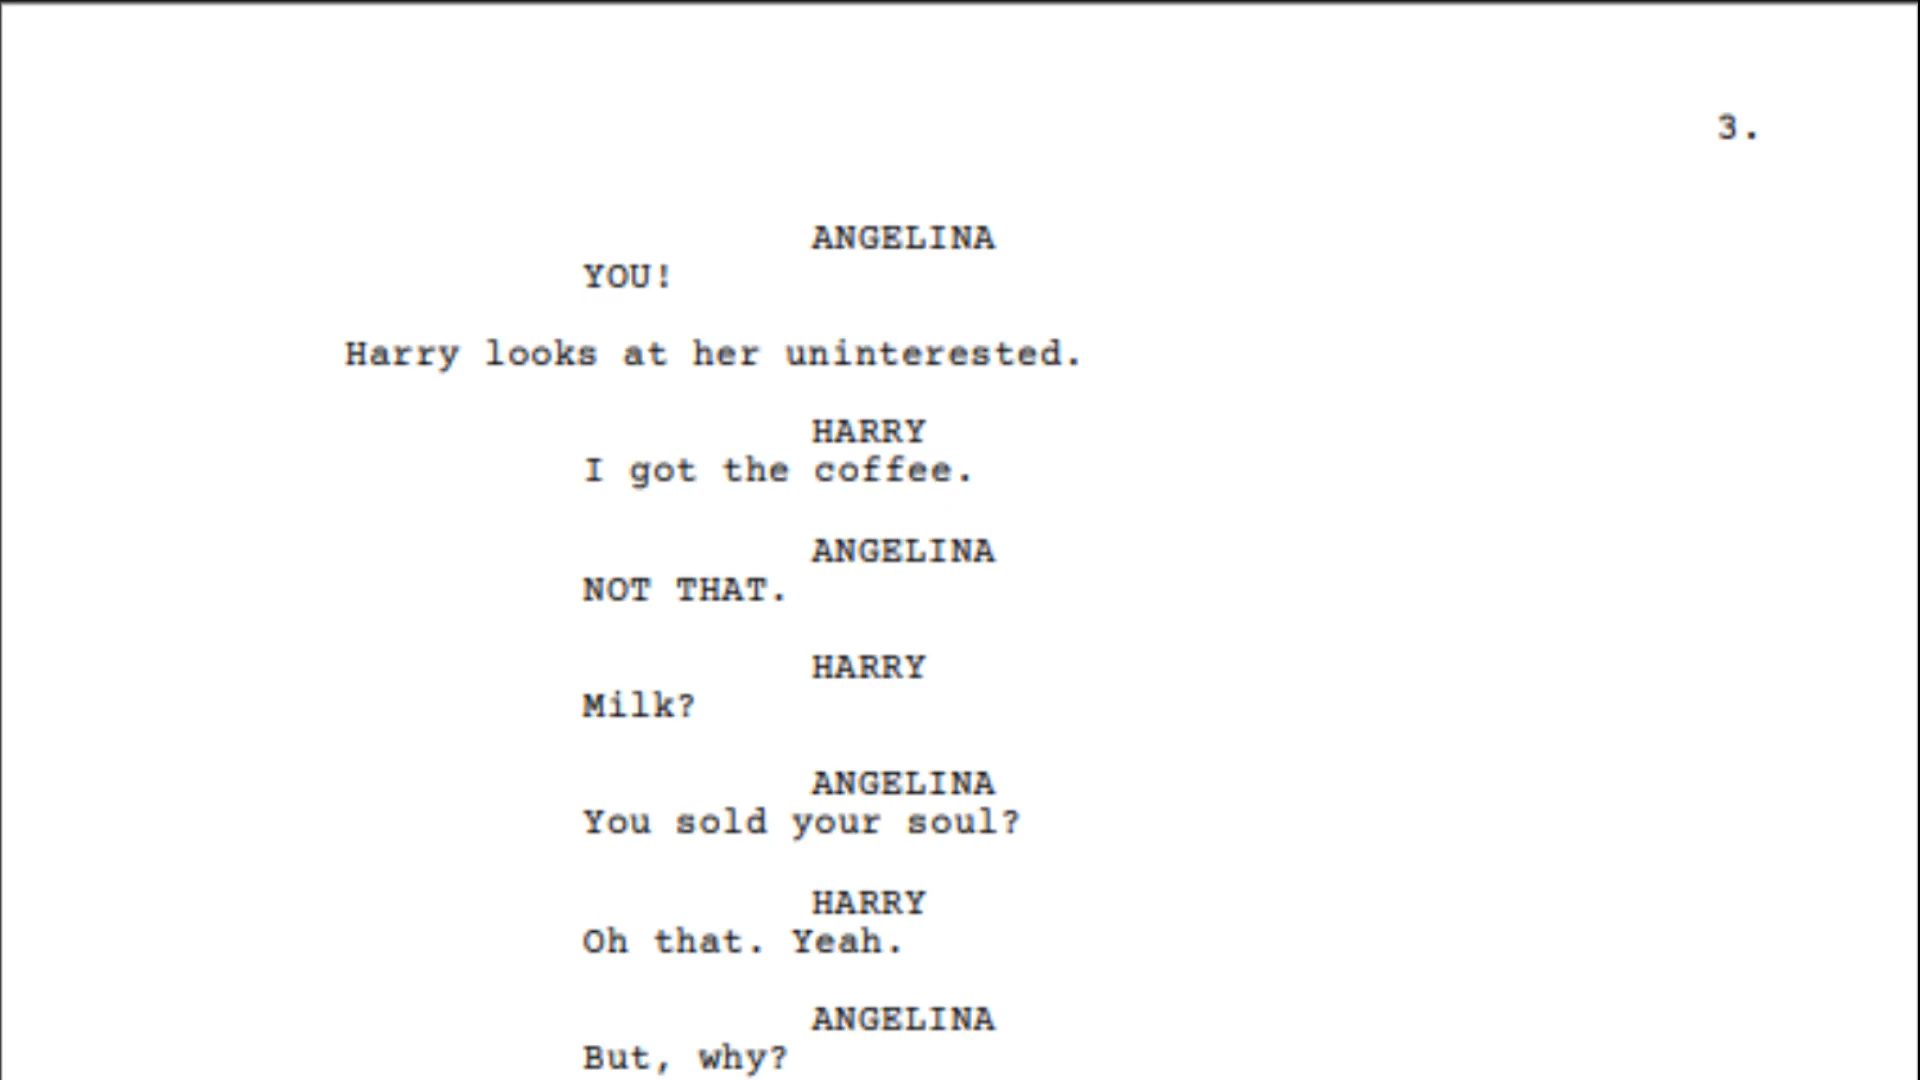 3.
ANGELINA
YOU!
Harry looks at her uninterested.
HARRY
I got the coffee.
ANGELINA
NOT THAT.
HARRY
Milk?
ANGELINA
You sold your soul?
HARRY
Oh that. Yeah.
ANGELINA
But, why?